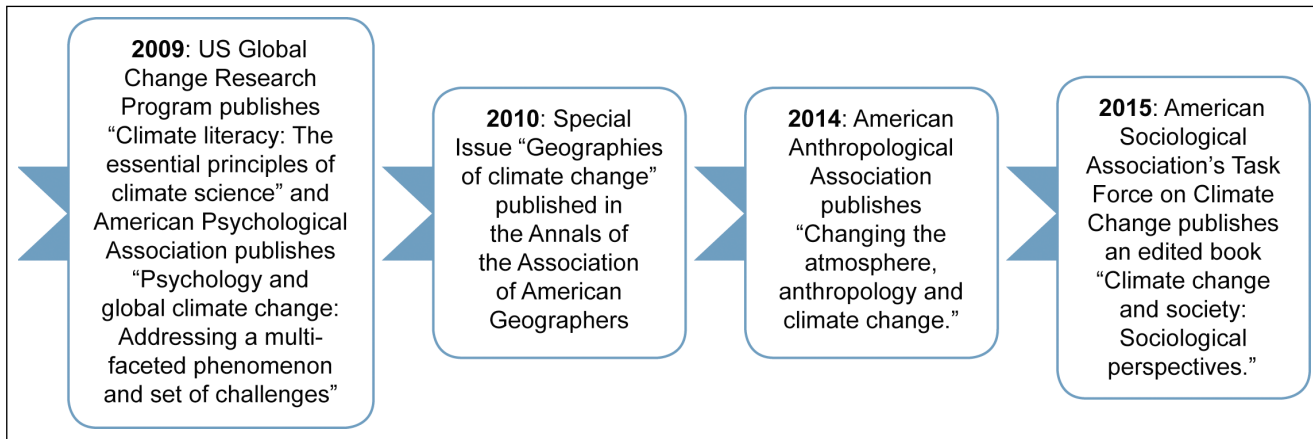 2009: US Global
Change Research
Program publishes
“Climate literacy: The
essential principles of
climate science” and
American Psychological
Association publishes
“Psychology and
global climate change:
Addressing a multi-
faceted phenomenon
and set of challenges”
2010: Special
Issue “Geographies
of climate change”
published in
the Annals of
the Association
of American
Geographers
2014: American
Anthropological
Association
publishes
“Changing the
atmosphere,
anthropology and
climate change.”
2015: American
Sociological
Association’s Task
Force on Climate
Change publishes
an edited book
“Climate change
and society:
Sociological
perspectives.”